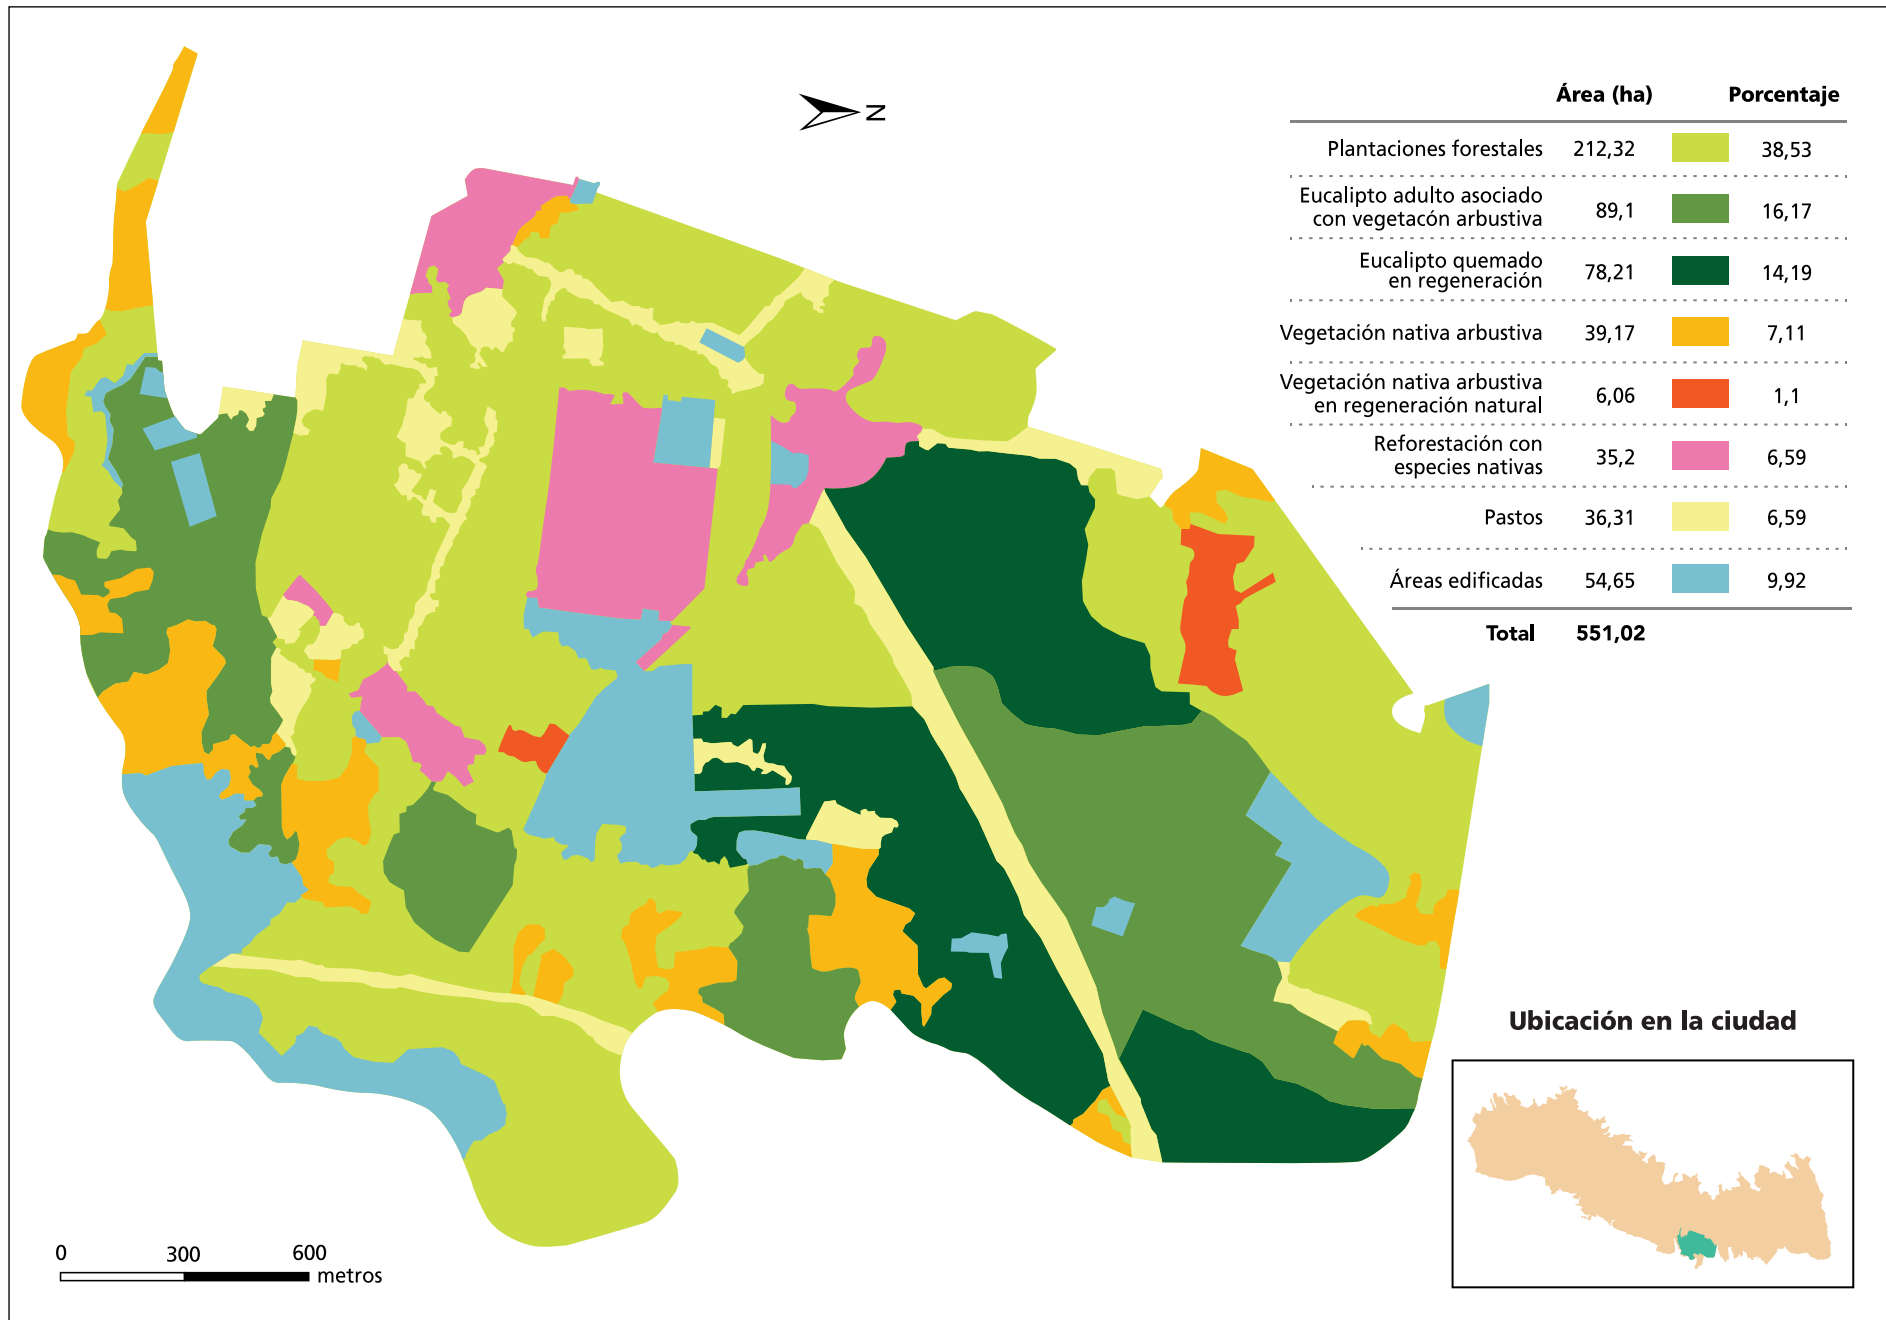 N
Área (ha) Porcentaje
Plantaciones forestales 212,32 38,53
Eucalipto adulto asociado
con vegetacón arbustiva 89,1 16,17
Eucalipto quemado
en regeneración 78,21 14,19
Vegetación nativa arbustiva 39,17 7,11
Vegetación nativa arbustiva
en regeneración natural 6,06 1,1
Reforestación con
especies nativas 35,2 6,59
Pastos 36,31 6,59
Áreas edificadas 54,65 9,92
Total 551,02
Ubicación en la ciudad
0 300 600
metros